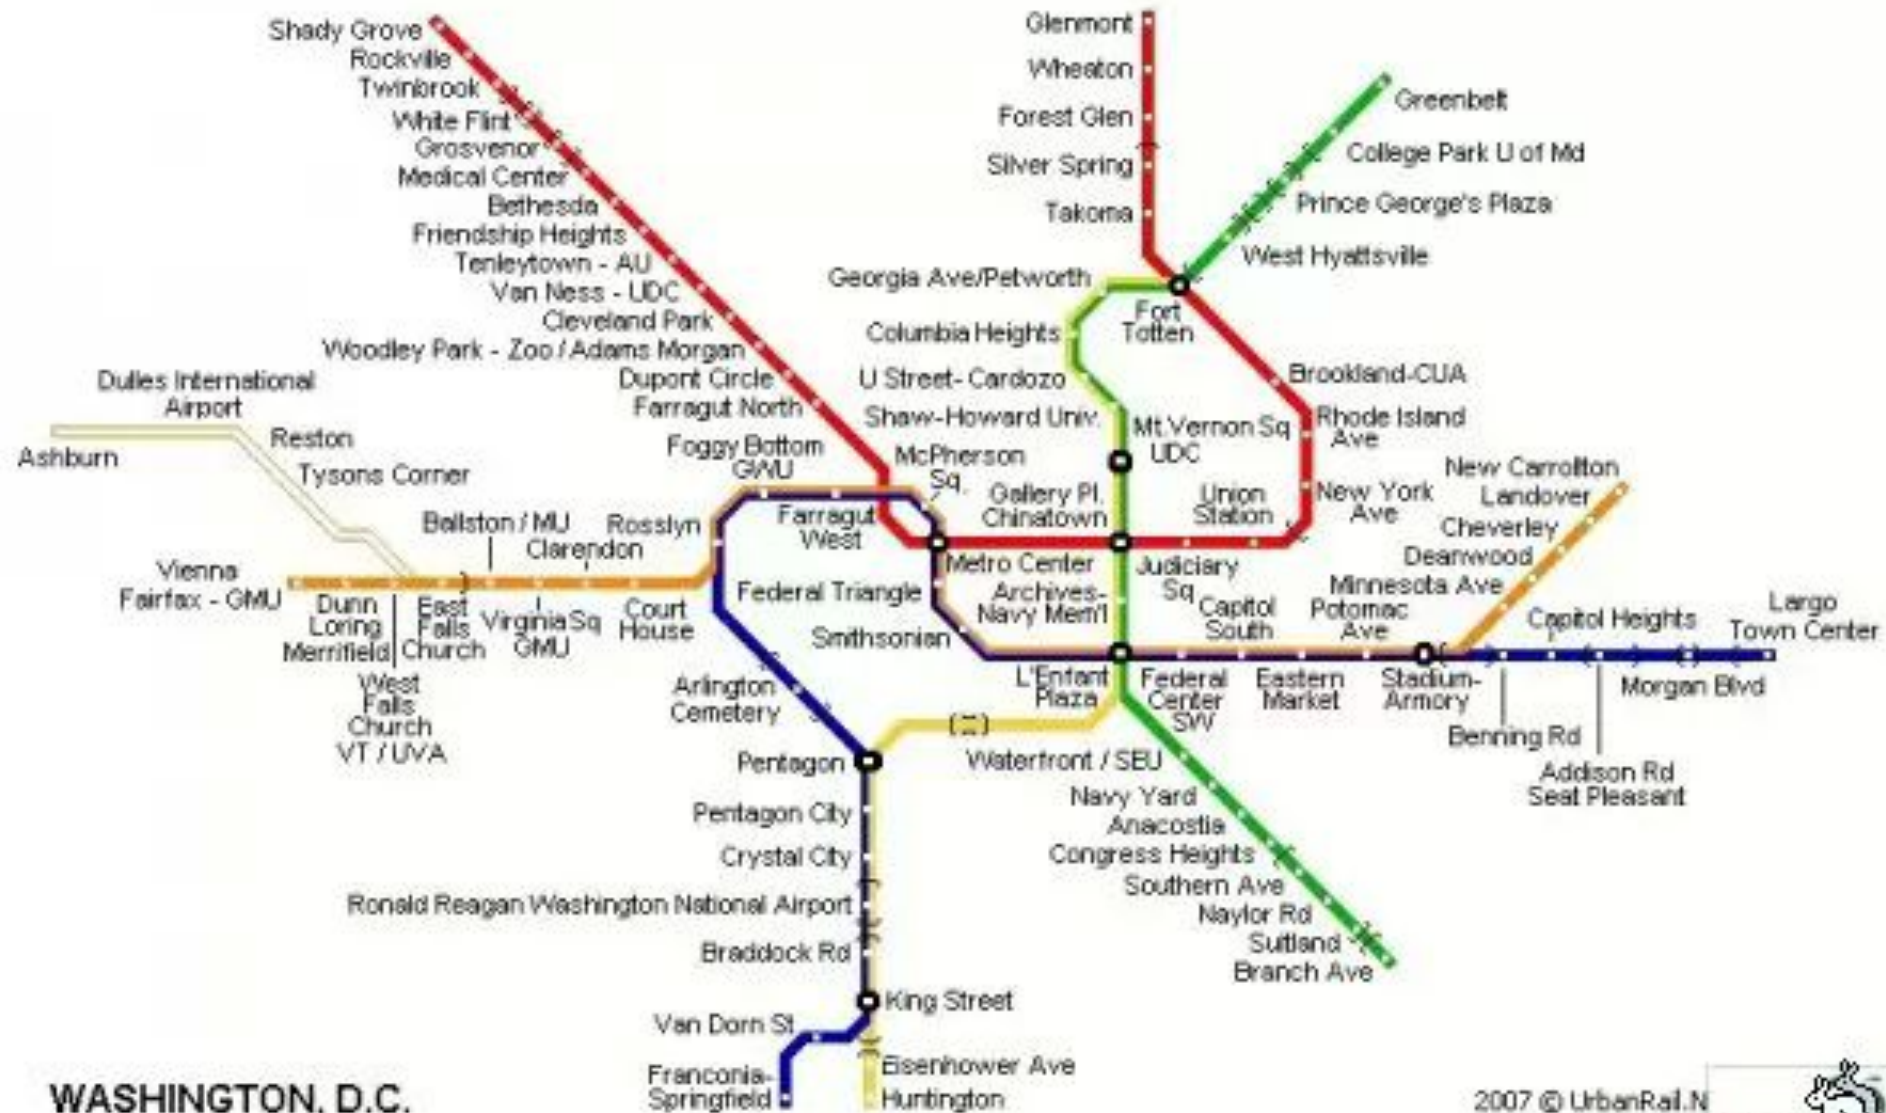 Shady Grove
Rockville
Twinbrook
White Flint
Grosvenor
Medical Center
Bethesda
Friendship Heights
Tenleytown - AU
Van Ness - UDC
Cleveland Park
Woodley Park - Zoo / Adams Morgan
Dupont Circle
Farragut North
Glenmont
Wheaton
Forest Glen
Silver Spring
Takoma
Greenbelt
College Park U of Md
Prince George's Plaza
West Hyattsville
Fort
Totten
Georgia Ave/Petworth
Columbia Heights
U Street- Cardozo
Shaw-Howard Univ.
Mt.Vernon Sq
UDC
Brookland-CUA
Rhode Island
Ave
New York
Ave
Union
Station
Judiciary
Sq
Gallery Pl.
Chinatown
Metro Center
McPherson
Sq.
Foggy Bottom
GWU
Farragut
West
Dulles International
Airport
Ashburn
Reston
Tysons Corner
Vienna
Fairfax - GMU
Dunn
Loring
Merrifield
West
Falls
Church
VT / UVA
East
Falls
Church
Ballston / MU
Virginia Sq
GMU
Clarendon
Court
House
Rosslyn
Federal Triangle
Smithsonian
Archives-
Navy Mem'l
L'Enfant
Plaza
Federal
Center
SW
Capitol
South
Eastern
Market
Potomac
Ave
Stadium-
Armory
New Carrollton
Landover
Cheverley
Deanwood
Minnesota Ave
Benning Rd
Capitol Heights
Addison Rd
Seat Pleasant
Morgan Blvd
Largo
Town Center
Arlington
Cemetery
Pentagon
Pentagon City
Crystal City
Ronald Reagan Washington National Airport
Braddock Rd
King Street
Van Dorn St
Franconia-
Springfield
Eisenhower Ave
Huntington
Waterfront / SEU
Navy Yard
Anacostia
Congress Heights
Southern Ave
Naylor Rd
Suitland
Branch Ave
WASHINGTON, D.C.
2007 © UrbanRail.N